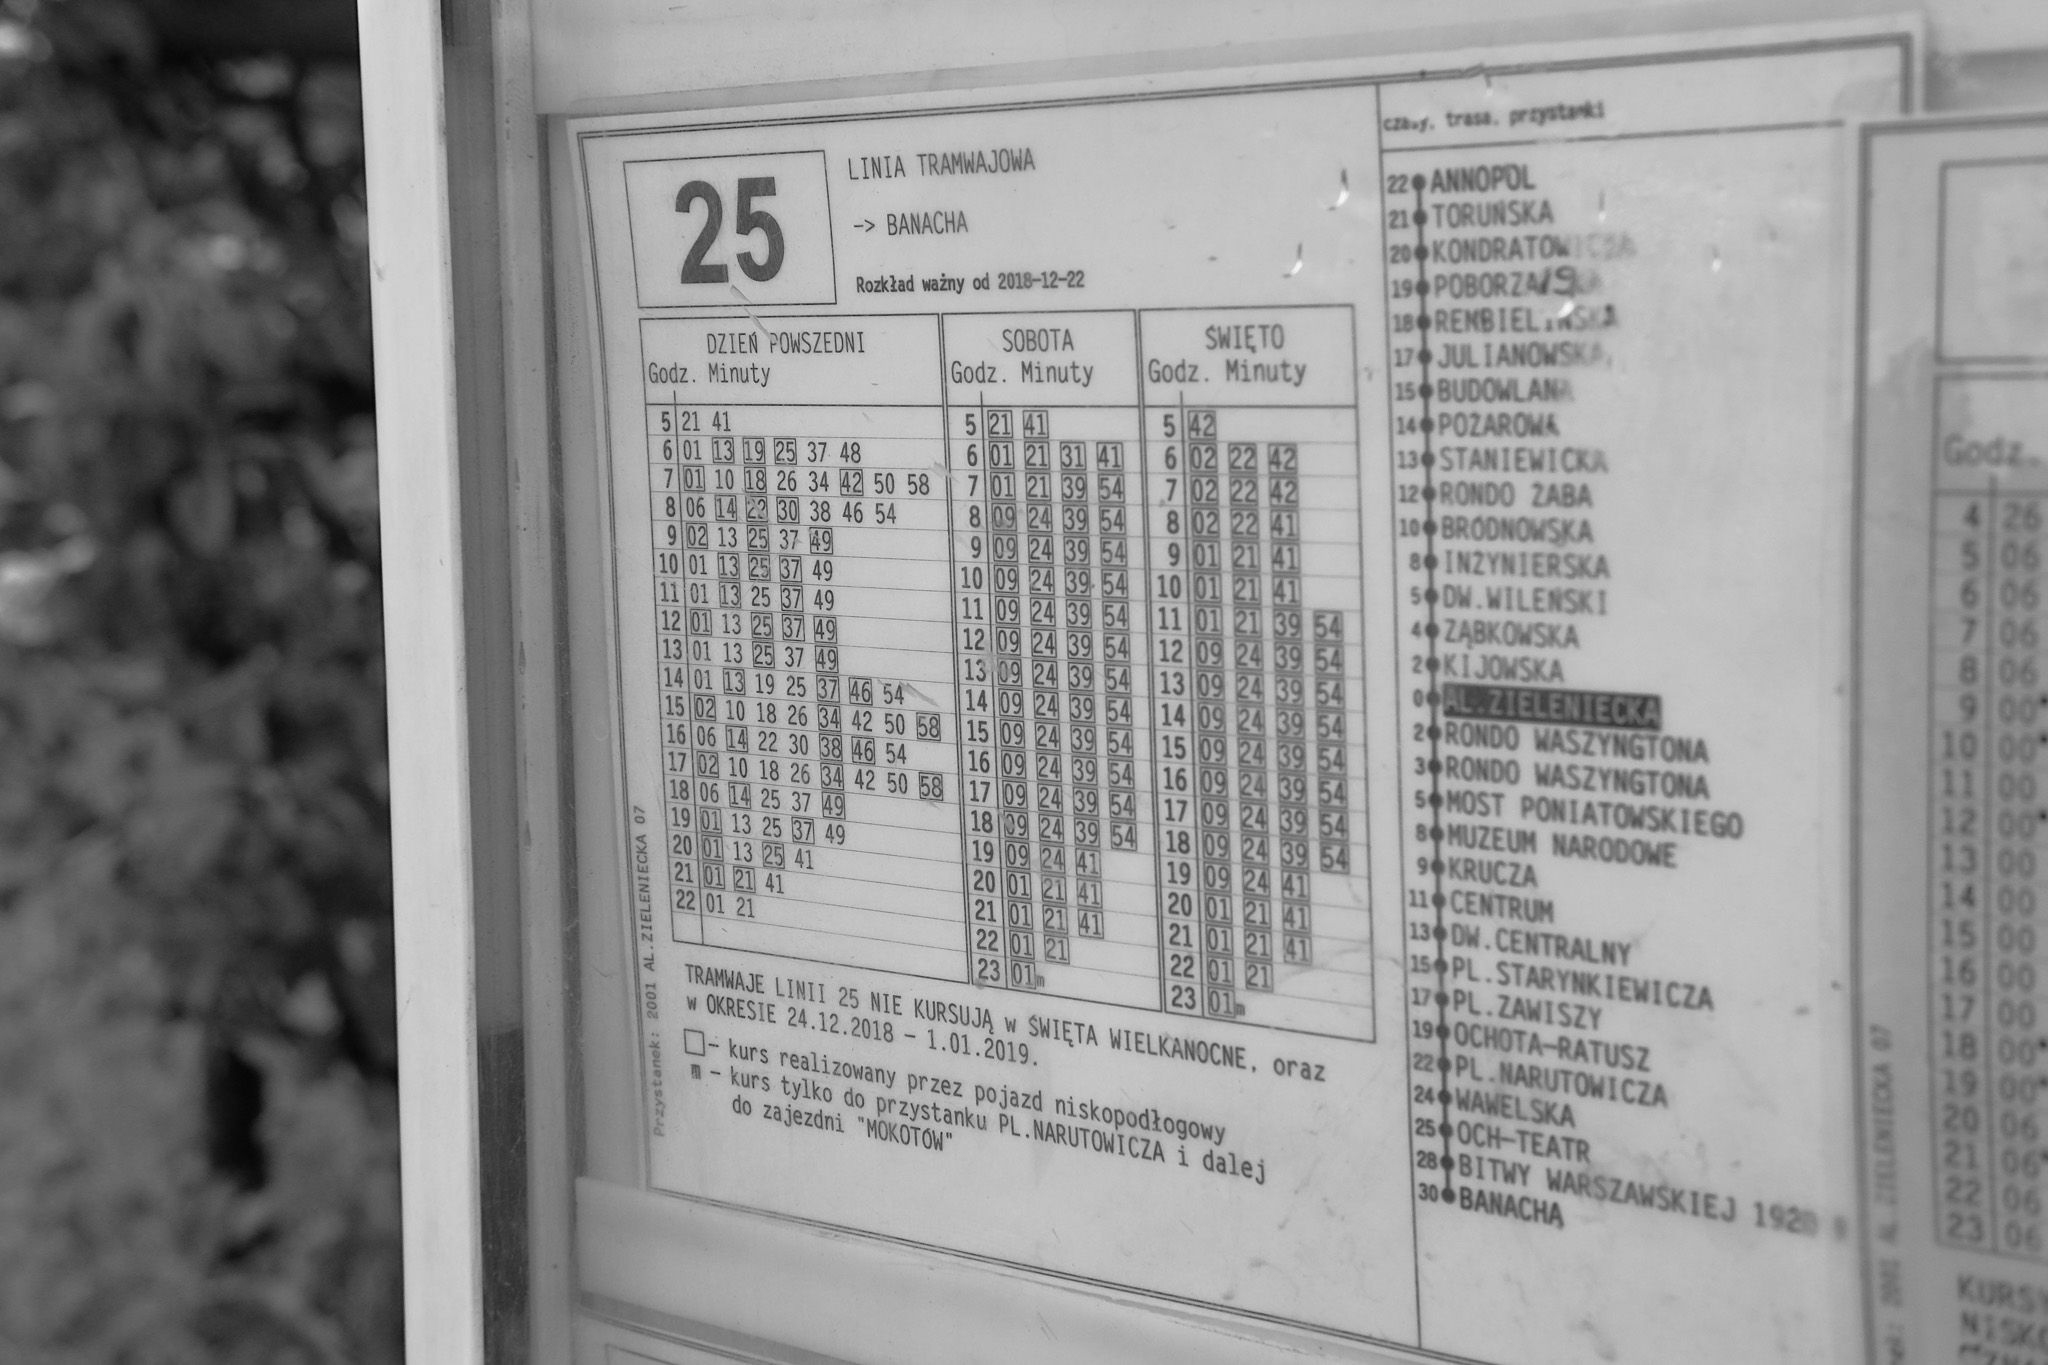 25
LINIA TRAMWAJOWA
-> BANACHA
Rozkład ważny od 2018-12-22
DZIEŃ POWSZEDNI
Godz. Minuty
5 21 41
6 01 13 19 25 37 48
7 01 10 18 26 34 42 50 58
8 06 14 22 30 38 46 54
9 02 13 25 37 49
10 01 13 25 37 49
11 01 13 25 37 49
12 01 13 25 37 49
13 01 13 25 37 49
14 01 13 19 25 37 46 54
15 02 10 18 26 34 42 50 58
16 06 14 22 30 38 46 54
17 02 10 18 26 34 42 50 58
18 06 14 25 37 49
19 01 13 25 37 49
20 01 13 25 41
21 01 21 41
22 01 21
SOBOTA
Godz. Minuty
5 21 41
6 01 21 31 41
7 01 21 39 54
8 09 24 39 54
9 09 24 39 54
10 09 24 39 54
11 09 24 39 54
12 09 24 39 54
13 09 24 39 54
14 09 24 39 54
15 09 24 39 54
16 09 24 39 54
17 09 24 39 54
18 09 24 39 54
19 09 24 41
20 01 21 41
21 01 21 41
22 01 21
23 01m
ŚWIĘTO
Godz. Minuty
5 42
6 02 22 42
7 02 22 42
8 02 22 41
9 01 21 41
10 01 21 41
11 01 21 39 54
12 09 24 39 54
13 09 24 39 54
14 09 24 39 54
15 09 24 39 54
16 09 24 39 54
17 09 24 39 54
18 09 24 39 54
19 09 24 41
20 01 21 41
21 01 21 41
22 01 21
23 01m
TRAMWAJE LINII 25 NIE KURSUJĄ w ŚWIĘTA WIELKANOCNE, oraz
w OKRESIE 24.12.2018 - 1.01.2019.
□- kurs realizowany przez pojazd niskopodłogowy
m - kurs tylko do przystanku PL.NARUTOWICZA i dalej
do zajezdni "MOKOTÓW"
Przystanek: 2001 AL.ZIELENIECKA 07
czasy, trasa, przystanki
22 ANNOPOL
21 TORUŃSKA
20 KONDRATOWICZA
19 POBORZAŃSKA
18 REMBIELIŃSKA
17 JULIANOWSKA
15 BUDOWLANA
14 POŻAROWA
13 STANIEWICKA
12 RONDO ŻABA
10 BRÓDNOWSKA
8 INŻYNIERSKA
5 DW.WILEŃSKI
4 ZĄBKOWSKA
2 KIJOWSKA
0 AL.ZIELENIECKA
2 RONDO WASZYNGTONA
3 RONDO WASZYNGTONA
5 MOST PONIATOWSKIEGO
8 MUZEUM NARODOWE
9 KRUCZA
11 CENTRUM
13 DW.CENTRALNY
15 PL.STARYNKIEWICZA
17 PL.ZAWISZY
19 OCHOTA-RATUSZ
22 PL.NARUTOWICZA
24 WAWELSKA
25 OCH-TEATR
28 BITWY WARSZAWSKIEJ 1920
30 BANACHA
Godz.
4 26
5 06
6 06
7 06
8 06
9 00
10 00
11 00
12 00
13 00
14 00
15 00
16 00
17 00
18 00
19 00
20 06
21 06
22 06
23 06
2001 AL.ZIELENIECKA 07